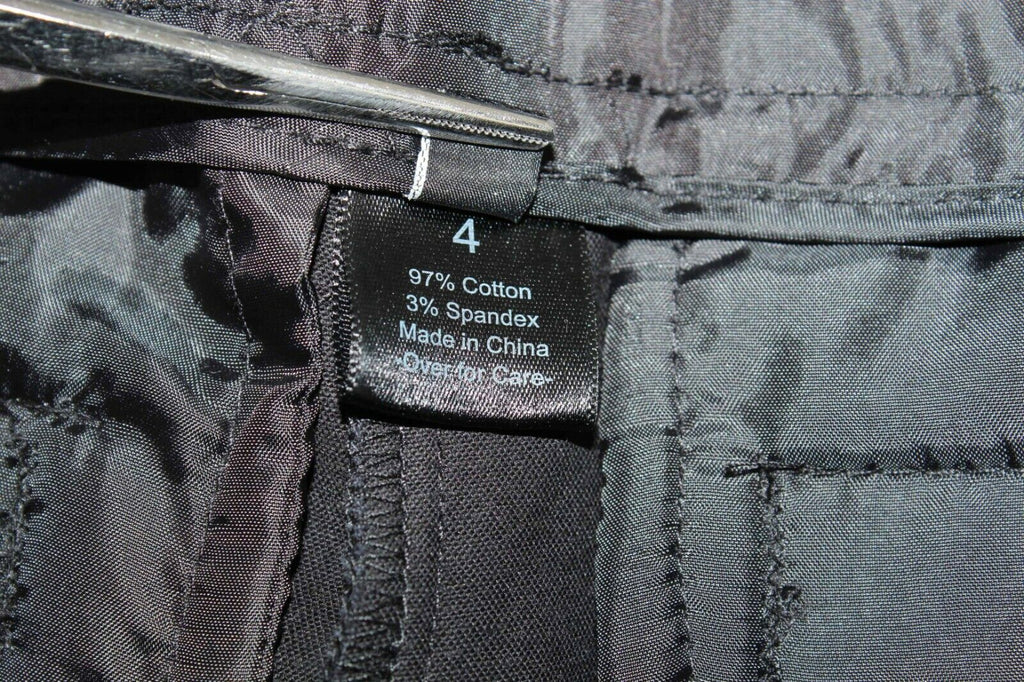 4
97% Cotton
3% Spandex
Made in China
-Over for Care-